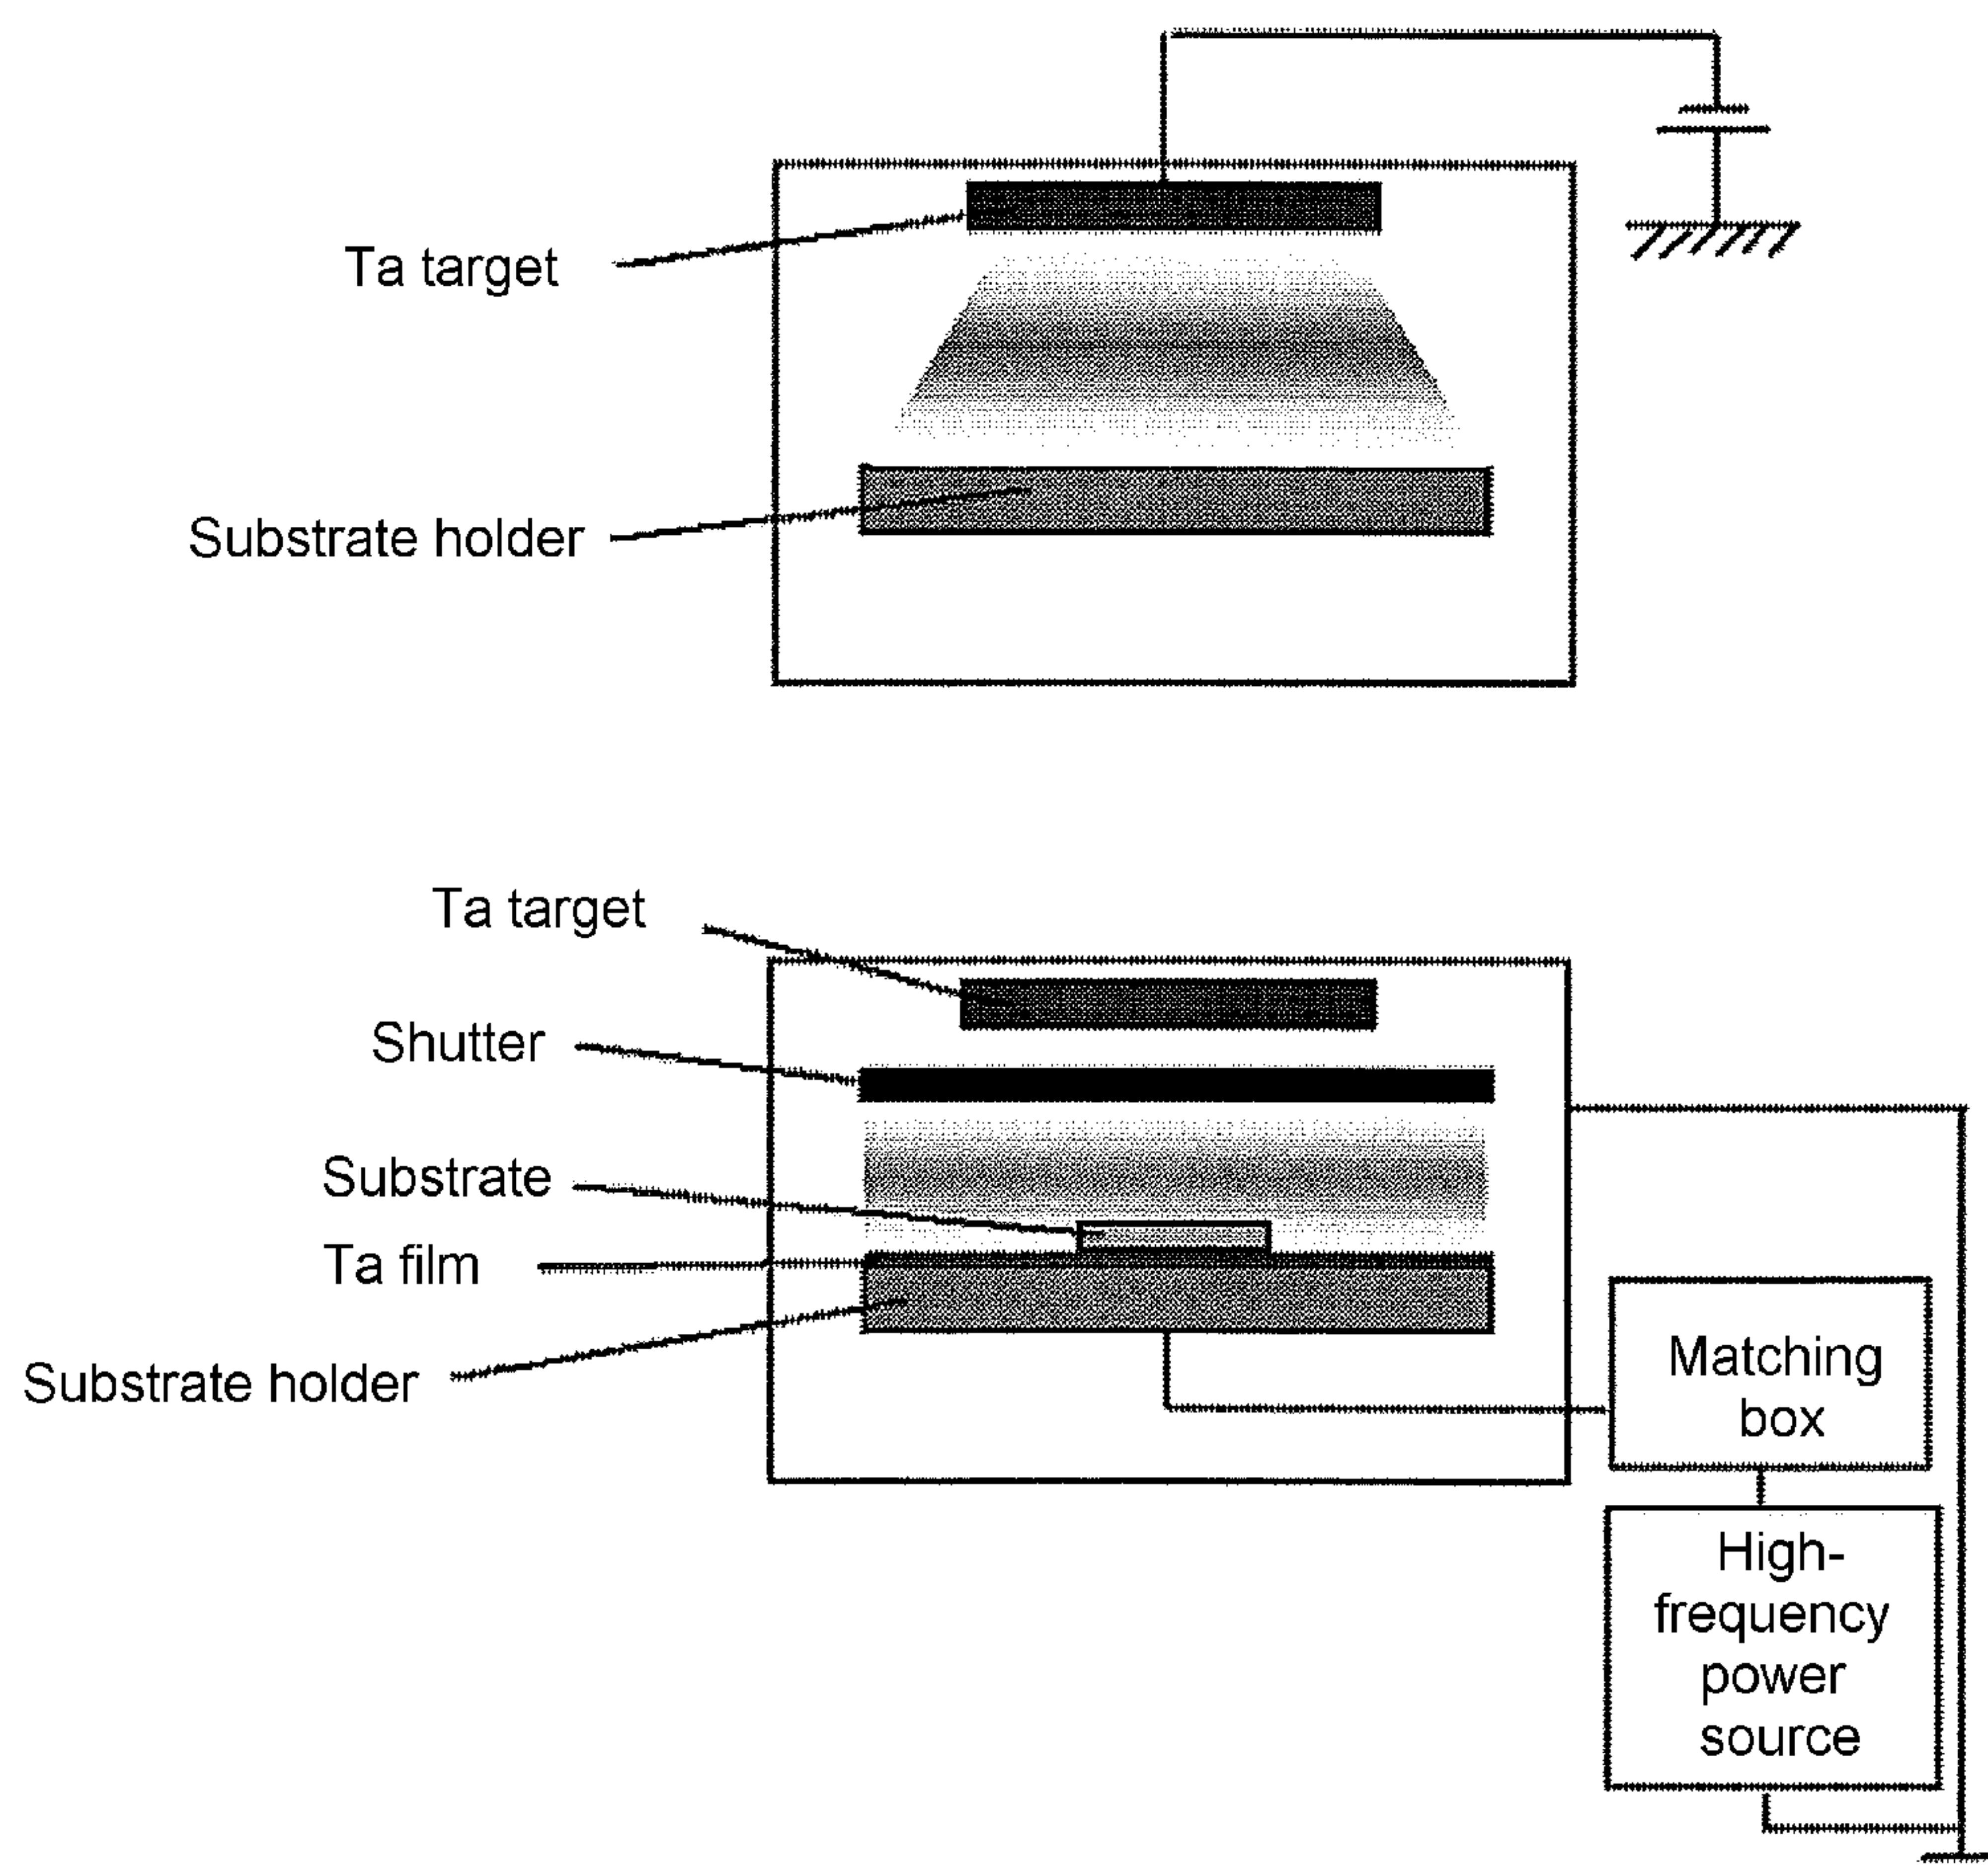 Ta target
Substrate holder
Ta target
Shutter
Substrate
Ta film
Substrate holder
Matching
box
High-
frequency
power
source